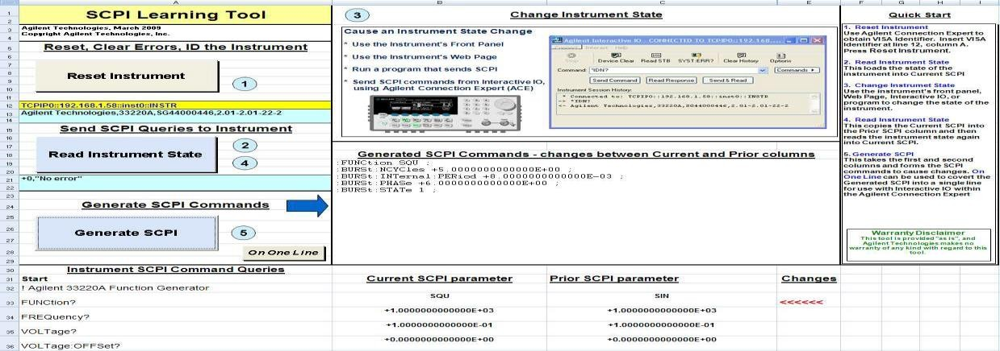 SCPI Learning Tool
Agilent Technologies, March 2009
Copyright Agilent Technologies, Inc.
Reset, Clear Errors, ID the Instrument
Reset Instrument
1
TCPIP0::192.168.1.58::inst0::INSTR
Agilent Technologies,33220A,SG44000446,2.01-2.01-22-2
Send SCPI Queries to Instrument
Read Instrument State
2
4
+0,"No error"
Generate SCPI Commands
Generate SCPI
5
On One Line
3
Change Instrument State
Cause an Instrument State Change
* Use the Instrument's Front Panel
* Use the Instrument's Web Page
* Run a program that sends SCPI
* Send SCPI commands from Interactive IO,
using Agilent Connection Expert (ACE)
Agilent Interactive IO - CONNECTED TO TCPIP0::192.168....
Connect Interact Help
Stop Device Clear Read STB SYST:ERR? Clear History Options
Command: *IDN? Commands
Send Command Read Response Send & Read
Instrument Session History:
* Connected to: TCPIP0::192.168.1.58::inst0::INSTR
-> *IDN?
<- Agilent Technologies,33220A,SG44000446,2.01-2.01-22-2
Generated SCPI Commands - changes between Current and Prior columns
:FUNCtion SQU ;
:BURSt:NCYCles +5.0000000000000E+00 ;
:BURSt:INTernal:PERiod +8.0000000000000E-03 ;
:BURSt:PHASe +6.0000000000000E+00 ;
:BURSt:STATe 1 ;
Quick Start
1. Reset Instrument
Use Agilent Connection Expert to
obtain VISA Identifier. Insert VISA
Identifier at line 12, column A.
Press Reset Instrument.
2. Read Instrument State
This loads the state of the
instrument into Current SCPI
3. Change Instrumet State
Use the instrument's front panel,
Web Page, Interactive IO, or
program to change the state of the
instrument.
4. Read Instrument State
This copies the Current SCPI into
the Prior SCPI column and then
reads the instrument state again
into Current SCPI.
5. Generate SCPI
This takes the first and second
columns and forms the SCPI
commands to cause changes. On
One Line can be used to covert the
Generated SCPI into a single line
for use with Interactive IO within
the Agilent Connection Expert
Warranty Disclaimer
This tool is provided "as is", and
Agilent Technologies makes no
warranty of any kind with regard to this
tool.
Instrument SCPI Command Queries
Start
Current SCPI parameter
Prior SCPI parameter
Changes
! Agilent 33220A Function Generator
FUNCtion? SQU SIN <<<<<<
FREQuency? +1.0000000000000E+03 +1.0000000000000E+03
VOLTage? +1.0000000000000E-01 +1.0000000000000E-01
VOLTage:OFFSet? +0.0000000000000E+00 +0.0000000000000E+00